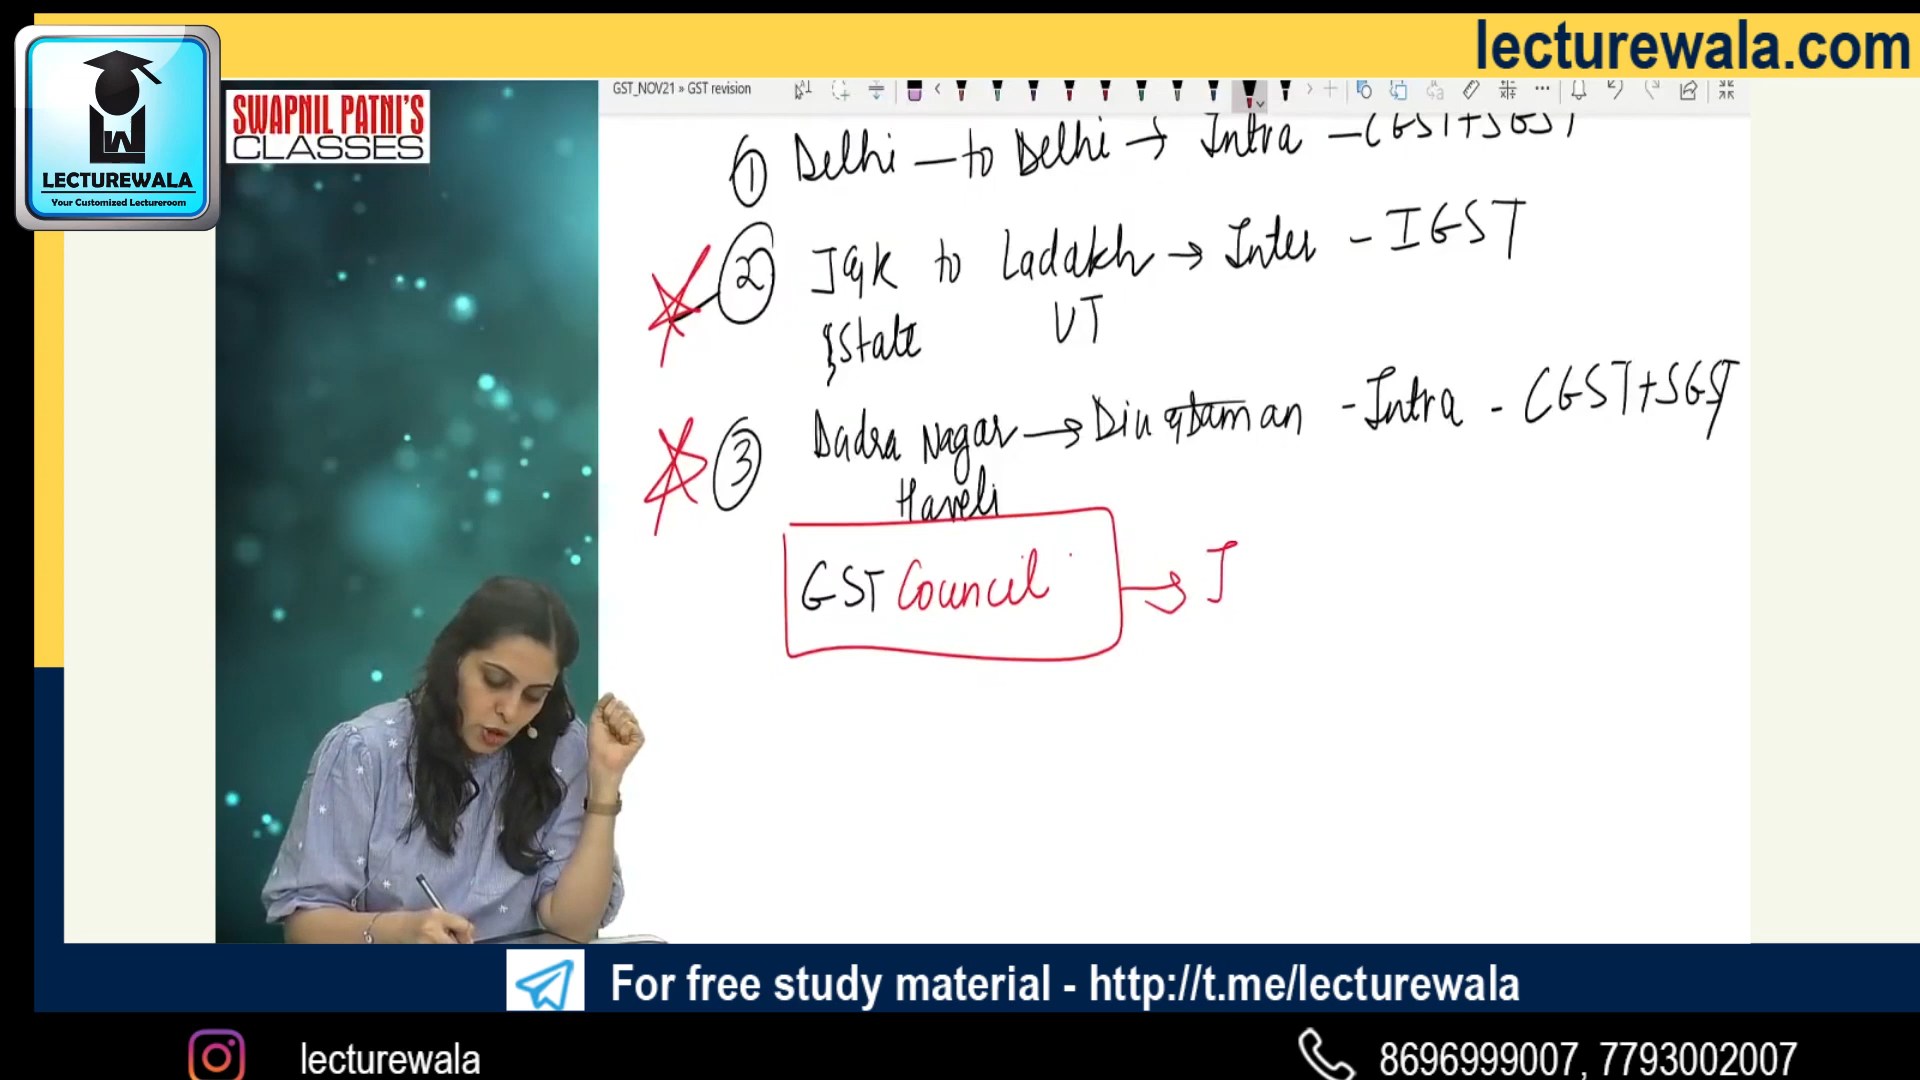 lecturewala.com
LECTUREWALA
Your Customized Lectureroom
SWAPNIL PATNI'S
CLASSES
GST_NOV21 » GST revision
① Delhi — to Delhi → Intra — CGST+SGST
② J&K to Ladakh → Inter - IGST
State UT
③ Dadra Nagar → Diu & Daman - Intra - CGST+SGST
Haveli
GST Council → J
For free study material - http://t.me/lecturewala
lecturewala
8696999007, 7793002007